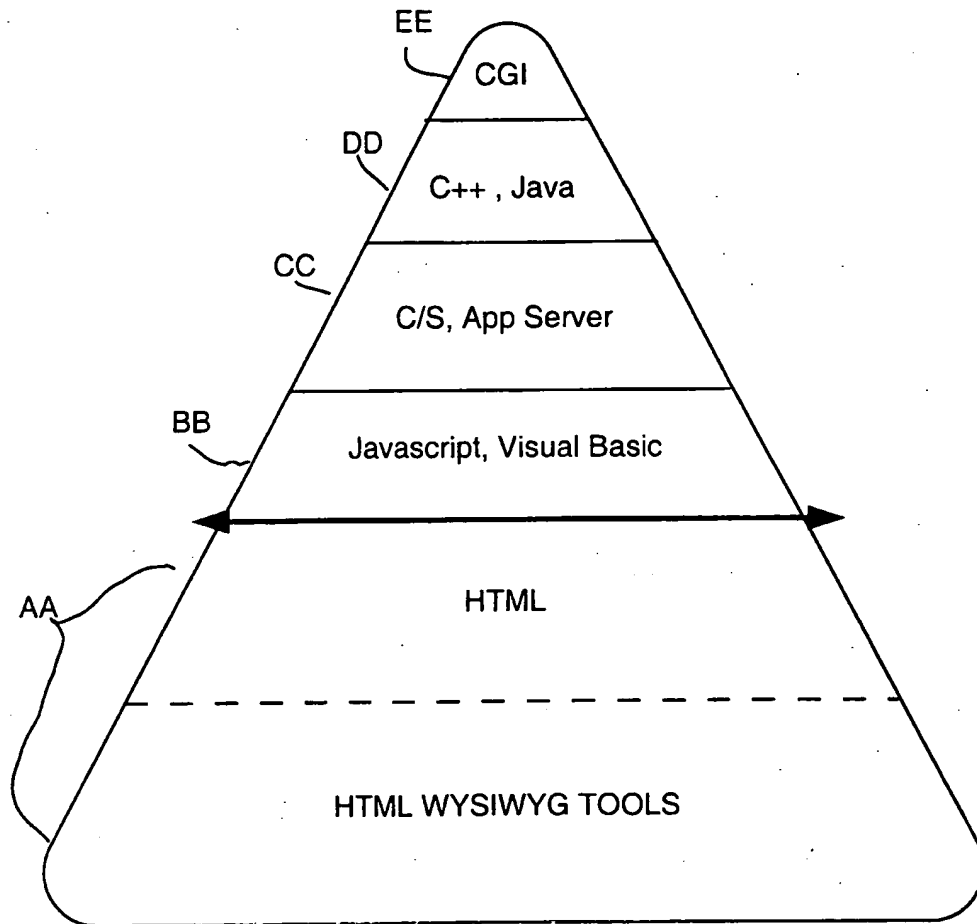 EE
CGI
DD
C++ , Java
CC
C/S, App Server
BB
Javascript, Visual Basic
AA
HTML
HTML WYSIWYG TOOLS